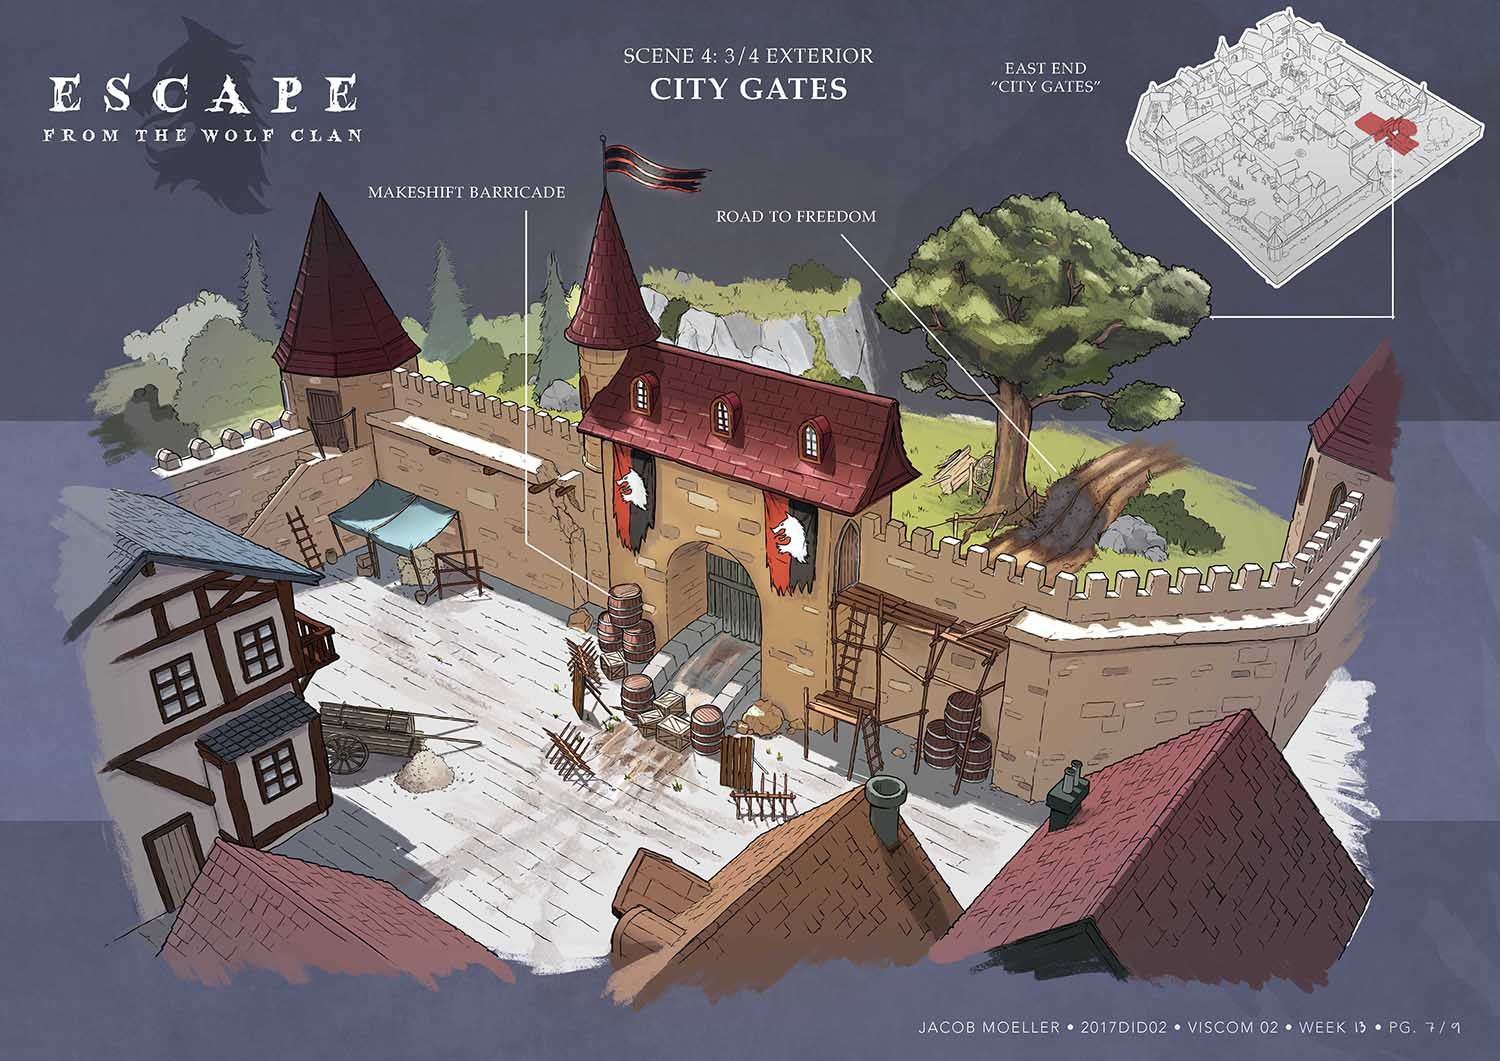 ESCAPE
FROM THE WOLF CLAN
SCENE 4: 3/4 EXTERIOR
CITY GATES
EAST END
“CITY GATES”
MAKESHIFT BARRICADE
ROAD TO FREEDOM
JACOB MOELLER • 2017DID02 • VISCOM 02 • WEEK 13 • PG. 7/9